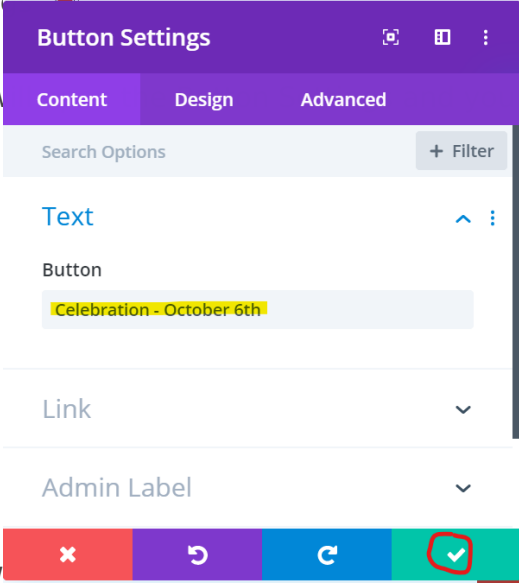 Button Settings
Content Design Advanced
Search Options + Filter
Text
Button
Celebration - October 6th
Link
Admin Label